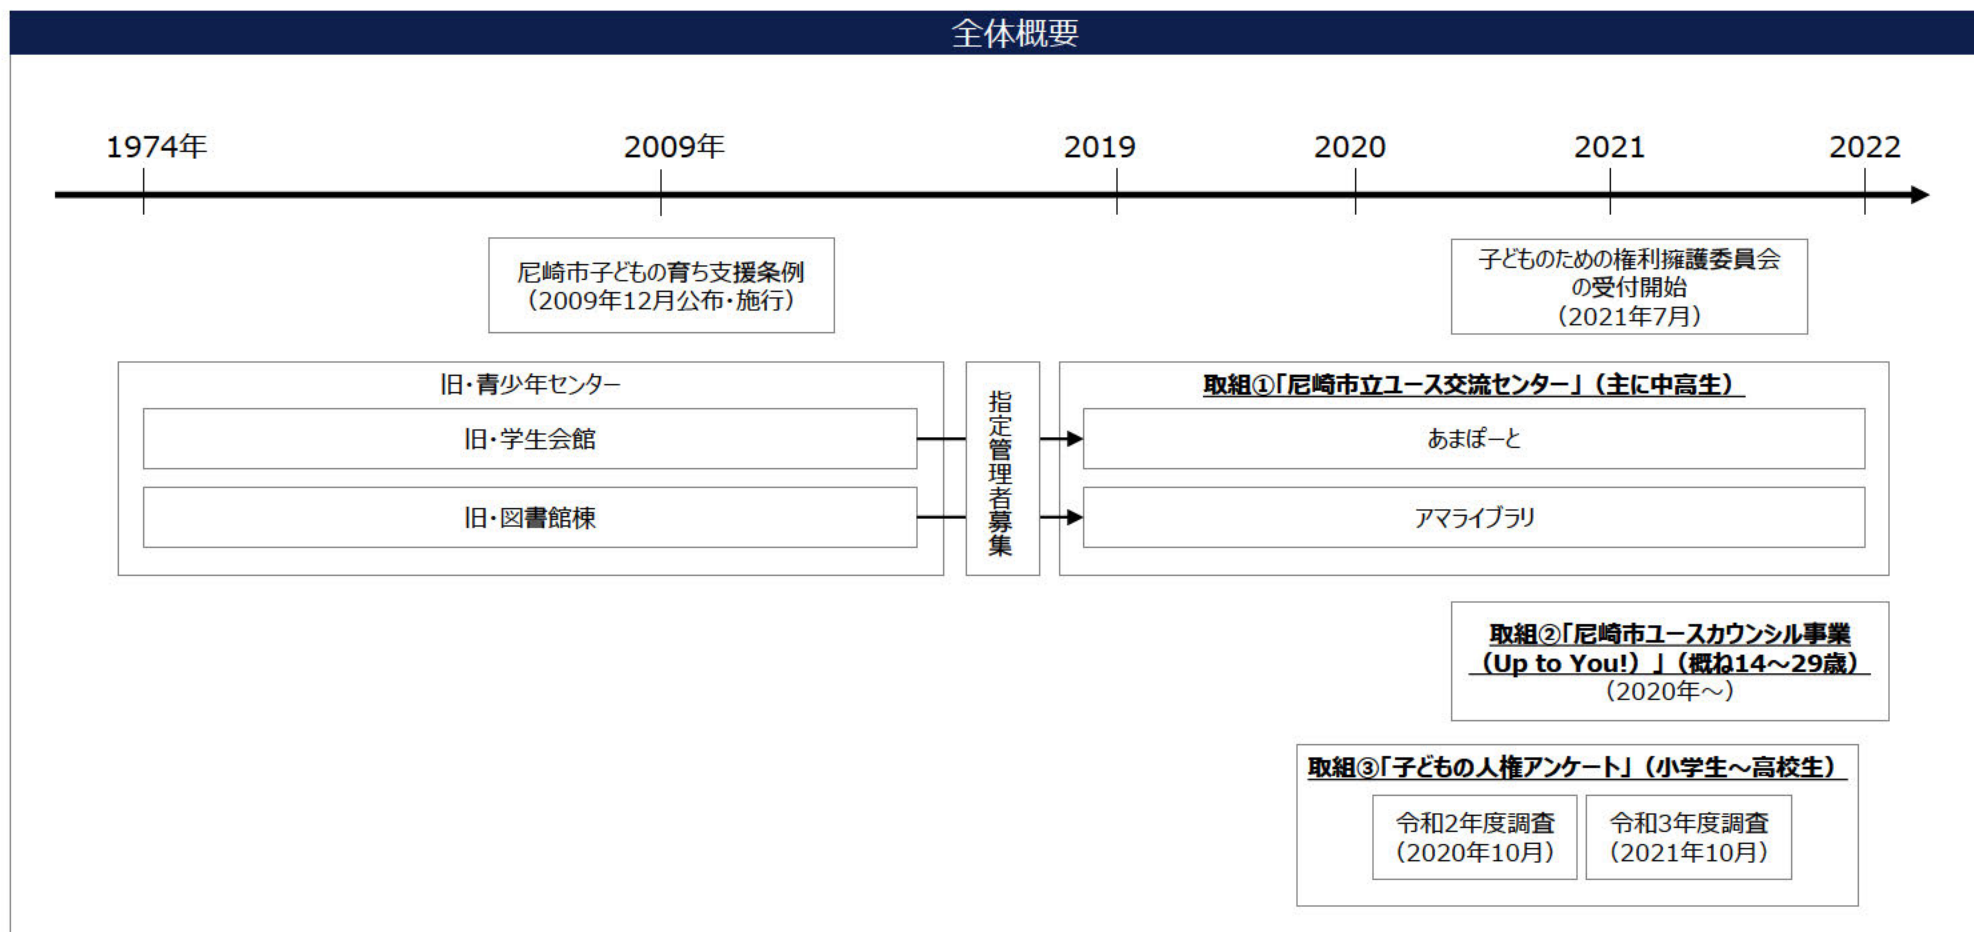 全体概要
1974年
2009年
2019
2020
2021
2022
尼崎市子どもの育ち支援条例
（2009年12月公布・施行）
子どものための権利擁護委員会
の受付開始
（2021年7月）
旧・青少年センター
旧・学生会館
旧・図書館棟
指定管理者募集
取組①「尼崎市立ユース交流センター」（主に中高生）
あまぽーと
アマライブラリ
取組②「尼崎市ユースカウンシル事業
（Up to You!）」（概ね14～29歳）
（2020年～）
取組③「子どもの人権アンケート」（小学生～高校生）
令和2年度調査
（2020年10月）
令和3年度調査
（2021年10月）